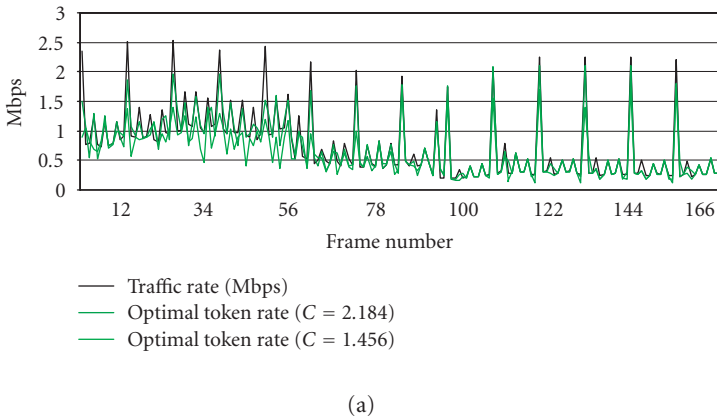 3
2.5
2
1.5
1
0.5
0
Mbps
12 34 56 78 100 122 144 166
Frame number
Traffic rate (Mbps)
Optimal token rate (C = 2.184)
Optimal token rate (C = 1.456)
(a)